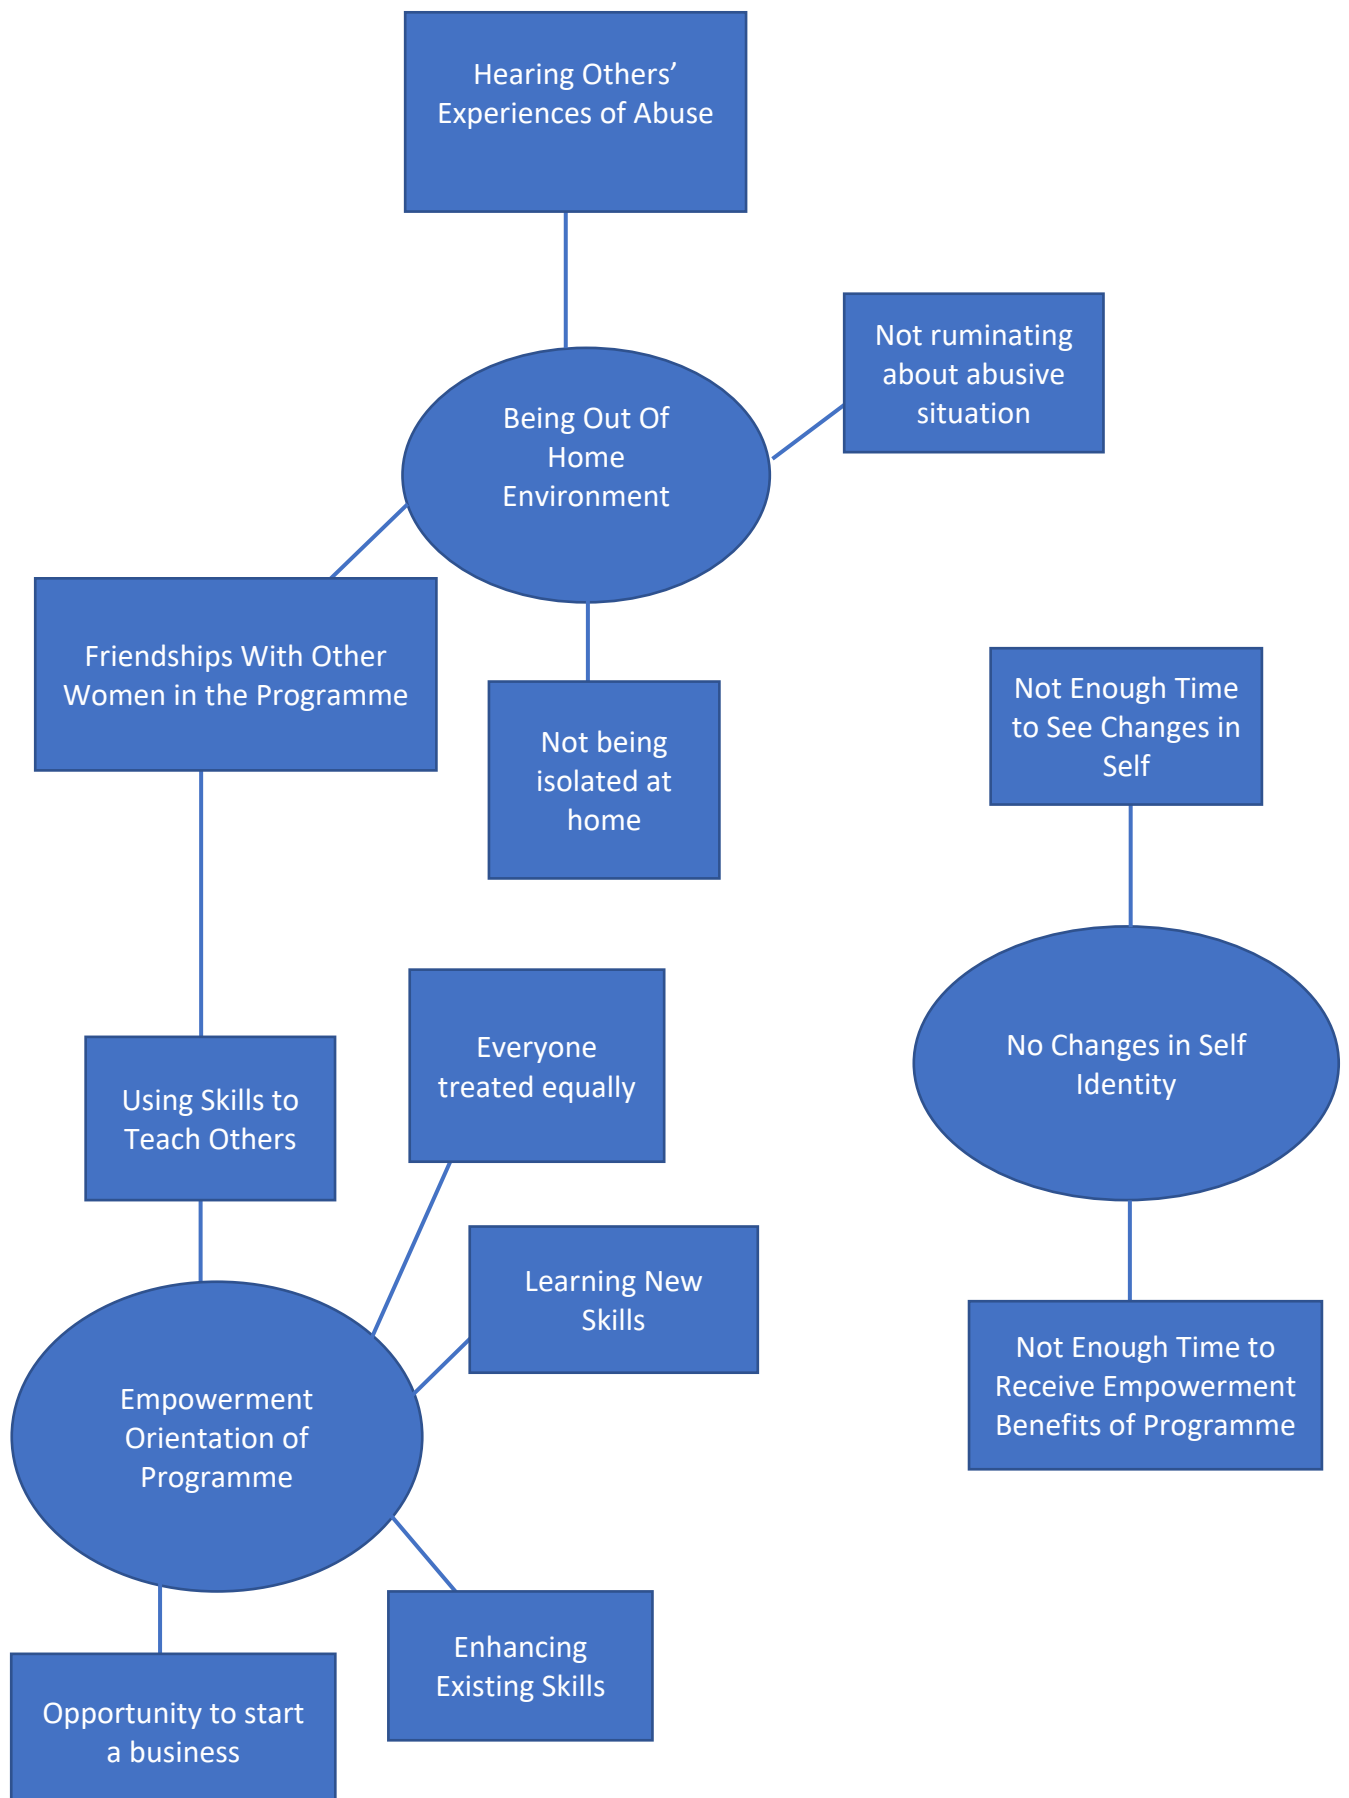 Hearing Others’
Experiences of Abuse
Not ruminating
about abusive
situation
Being Out Of
Home
Environment
Friendships With Other
Women in the Programme
Not being
isolated at
home
Not Enough Time
to See Changes in
Self
Everyone
treated equally
No Changes in Self
Identity
Using Skills to
Teach Others
Learning New
Skills
Not Enough Time to
Receive Empowerment
Benefits of Programme
Empowerment
Orientation of
Programme
Enhancing
Existing Skills
Opportunity to start
a business